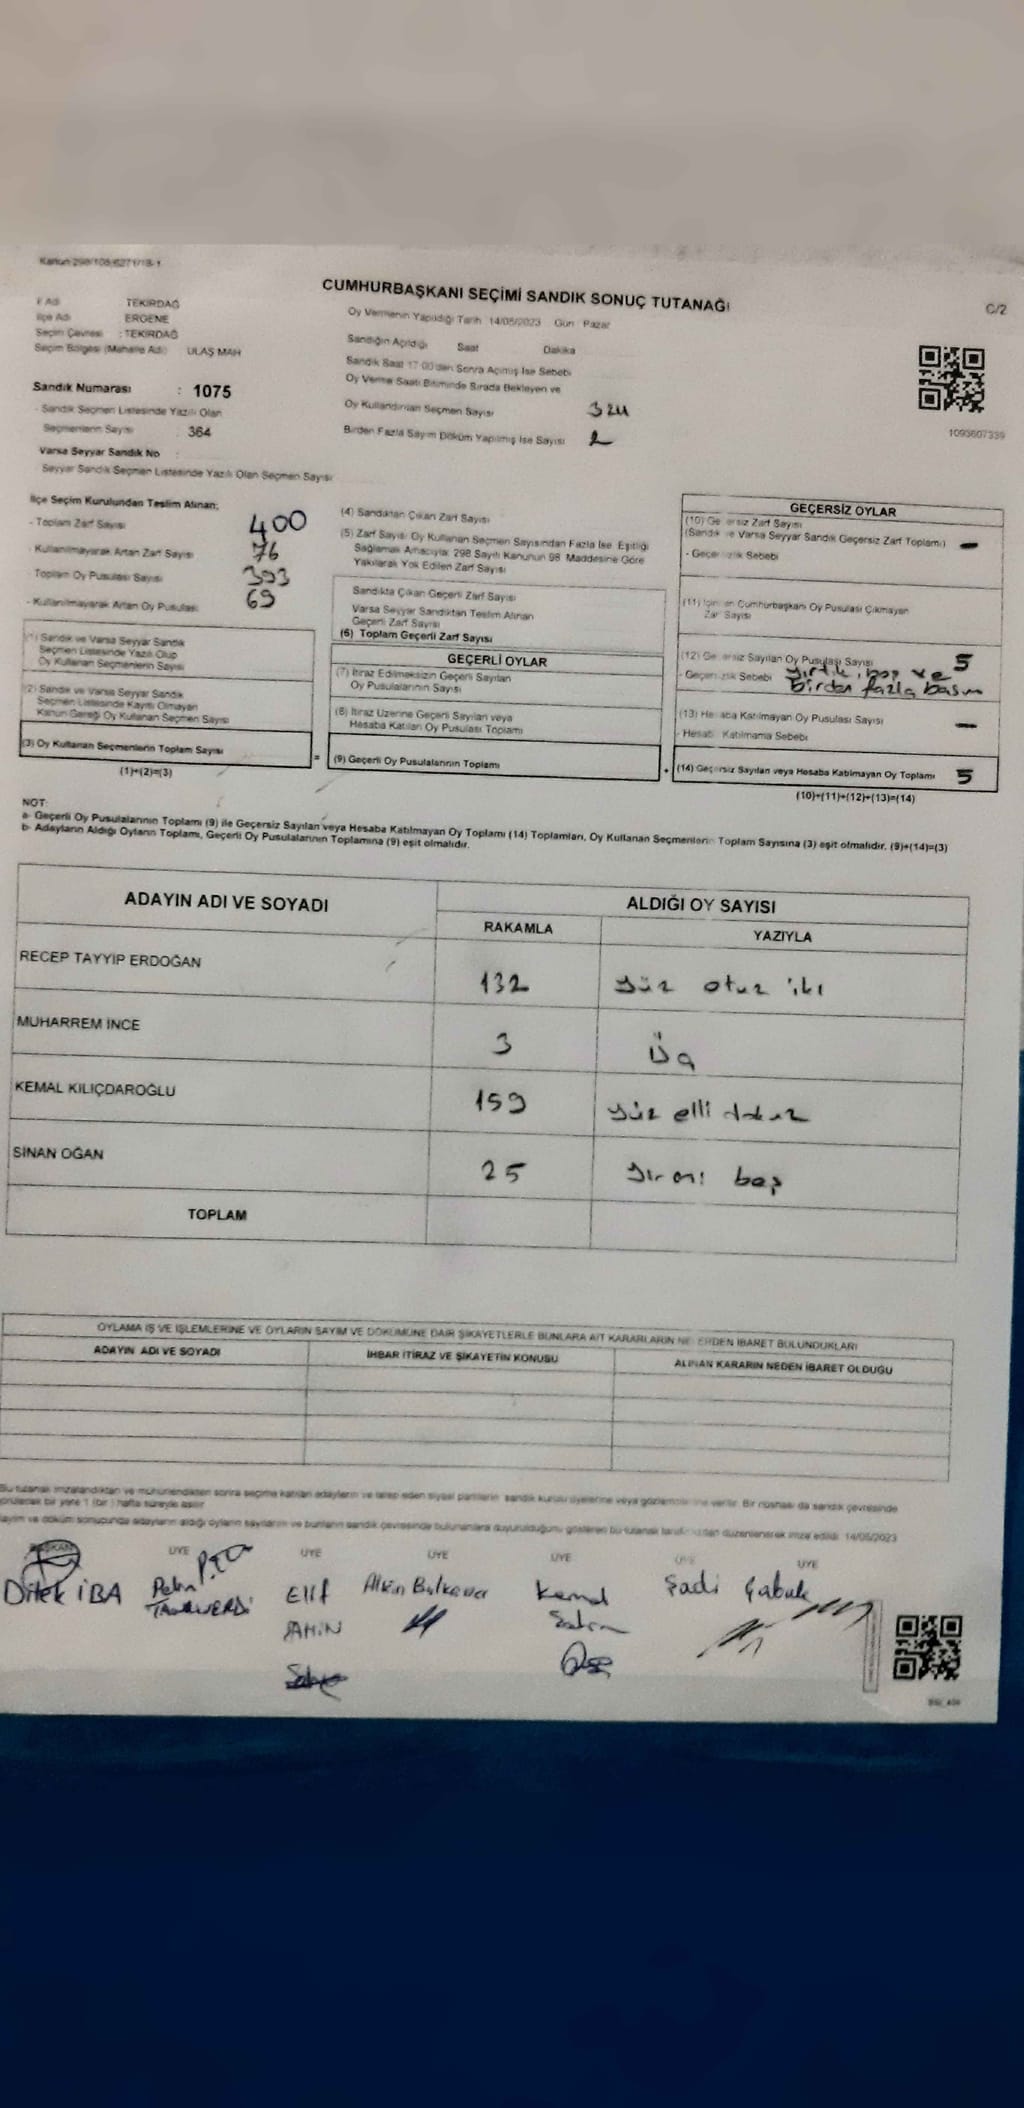 Kanun 298/105;6271/18-1
CUMHURBAŞKANI SEÇİMİ SANDIK SONUÇ TUTANAĞI
C/2
İl Adı TEKİRDAĞ
İlçe Adı ERGENE
Seçim Çevresi : TEKİRDAĞ
Seçim Bölgesi (Mahalle Adı) ULAŞ MAH
Oy Vermenin Yapıldığı Tarih 14/05/2023 Gün Pazar
Sandığın Açıldığı Saat Dakika
Sandık Saat 17:00'den Sonra Açılmış İse Sebebi
Oy Verme Saati Bitiminde Sırada Bekleyen ve
Oy Kullandırılan Seçmen Sayısı 324
Birden Fazla Sayım Döküm Yapılmış İse Sayısı 2
1093607339
Sandık Numarası : 1075
- Sandık Seçmen Listesinde Yazılı Olan
Seçmenlerin Sayısı : 364
Varsa Seyyar Sandık No
Seyyar Sandık Seçmen Listesinde Yazılı Olan Seçmen Sayısı
İlçe Seçim Kurulundan Teslim Alınan;
- Toplam Zarf Sayısı 400
- Kullanılmayarak Artan Zarf Sayısı 76
Toplam Oy Pusulası Sayısı 393
- Kullanılmayarak Artan Oy Pusulası 69
(1) Sandık ve Varsa Seyyar Sandık
Seçmen Listesinde Yazılı Olup
Oy Kullanan Seçmenlerin Sayısı
(2) Sandık ve Varsa Seyyar Sandık
Seçmen Listesinde Kayıtlı Olmayan
Kanun Gereği Oy Kullanan Seçmen Sayısı
(3) Oy Kullanan Seçmenlerin Toplam Sayısı
(1)+(2)=(3)
(4) Sandıktan Çıkan Zarf Sayısı
(5) Zarf Sayısı Oy Kullanan Seçmen Sayısından Fazla İse Eşitliği
Sağlamak Amacıyla; 298 Sayılı Kanunun 98. Maddesine Göre
Yakılarak Yok Edilen Zarf Sayısı
Sandıkta Çıkan Geçerli Zarf Sayısı
Varsa Seyyar Sandıktan Teslim Alınan
Geçerli Zarf Sayısı
(6) Toplam Geçerli Zarf Sayısı
GEÇERLİ OYLAR
(7) İtiraz Edilmeksizin Geçerli Sayılan
Oy Pusulalarının Sayısı
(8) İtiraz Üzerine Geçerli Sayılan veya
Hesaba Katılan Oy Pusulası Toplamı
= (9) Geçerli Oy Pusulalarının Toplamı +
GEÇERSİZ OYLAR
(10) Geçersiz Zarf Sayısı
(Sandık ve Varsa Seyyar Sandık Geçersiz Zarf Toplamı) -
- Geçersizlik Sebebi
(11) İçinden Cumhurbaşkanı Oy Pusulası Çıkmayan
Zarf Sayısı
(12) Geçersiz Sayılan Oy Pusulası Sayısı 5
- Geçersizlik Sebebi yırtık, boş ve
birden fazla basım
(13) Hesaba Katılmayan Oy Pusulası Sayısı -
- Hesaba Katılmama Sebebi
(14) Geçersiz Sayılan veya Hesaba Katılmayan Oy Toplamı 5
(10)+(11)+(12)+(13)=(14)
NOT:
a- Geçerli Oy Pusulalarının Toplamı (9) ile Geçersiz Sayılan veya Hesaba Katılmayan Oy Toplamı (14) Toplamları, Oy Kullanan Seçmenlerin Toplam Sayısına (3) eşit olmalıdır. (9)+(14)=(3)
b- Adayların Aldığı Oyların Toplamı, Geçerli Oy Pusulalarının Toplamına (9) eşit olmalıdır.
ADAYIN ADI VE SOYADI ALDIĞI OY SAYISI
RAKAMLA YAZIYLA
RECEP TAYYİP ERDOĞAN 132 yüz otuz iki
MUHARREM İNCE 3 Üç
KEMAL KILIÇDAROĞLU 159 yüz elli dokuz
SİNAN OĞAN 25 yirmi beş
TOPLAM
OYLAMA İŞ VE İŞLEMLERİNE VE OYLARIN SAYIM VE DÖKÜMÜNE DAİR ŞİKAYETLERLE BUNLARA AİT KARARLARIN NELERDEN İBARET BULUNDUKLARI
ADAYIN ADI VE SOYADI İHBAR İTİRAZ VE ŞİKAYETİN KONUSU ALINAN KARARIN NEDEN İBARET OLDUĞU
Bu tutanak imzalandıktan ve mühürlendikten sonra seçime katılan adayların ve talep eden siyasi partilerin sandık kurulu üyelerine veya gözlemcilerine verilir. Bir nüshası da sandık çevresinde
görülecek bir yere 1 (bir) hafta süreyle asılır
Sayım ve döküm sonucunda adayların aldığı oyların sayılarını ve bunların sandık çevresinde bulunanlara duyurulduğunu gösteren bu tutanak tarafımızdan düzenlenerek imza edildi. 14/05/2023
BAŞKAN ÜYE ÜYE ÜYE ÜYE ÜYE ÜYE
Dilek İBA Pelin Elif Kemal Şadi Çabuk
TANRIVERDİ ŞAHİN